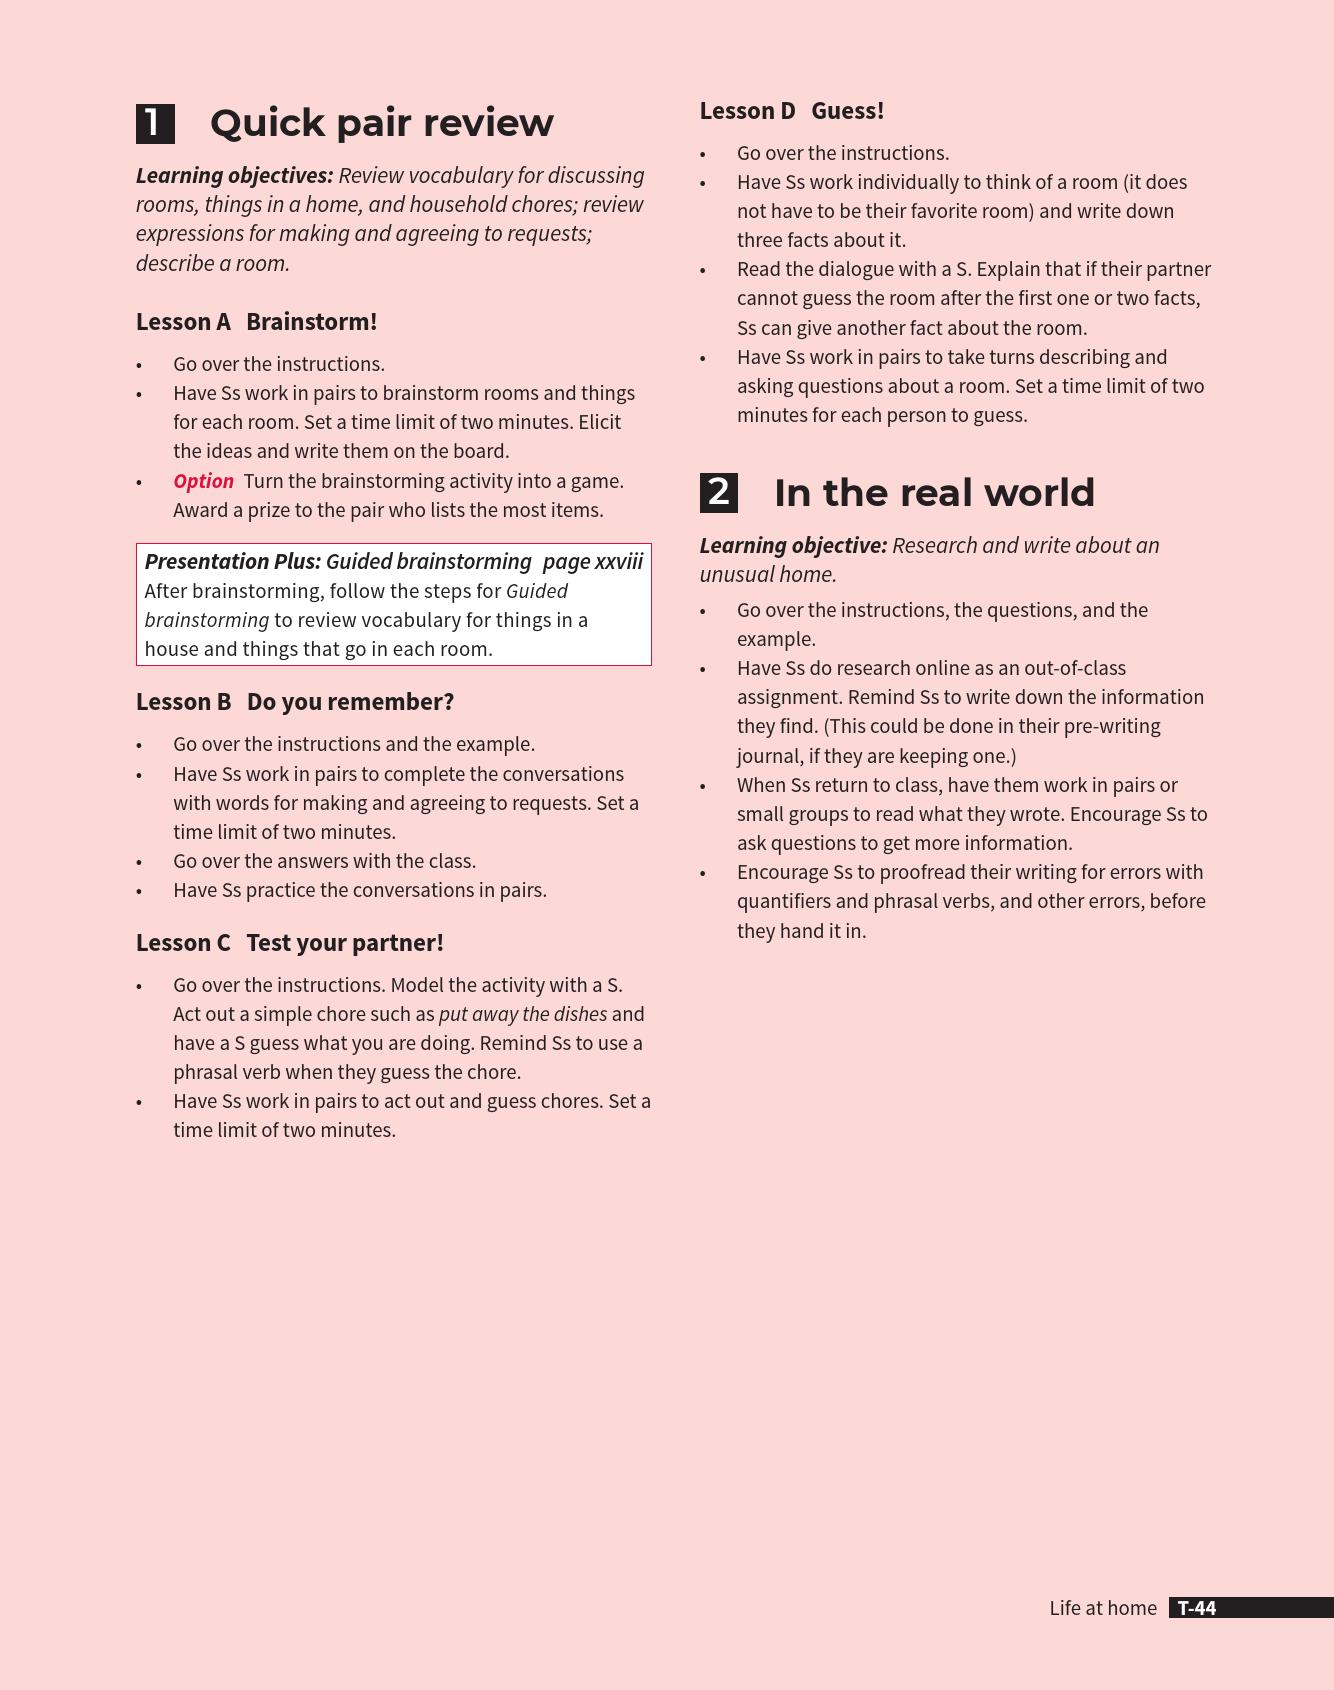 1 Quick pair review
Learning objectives: Review vocabulary for discussing
rooms, things in a home, and household chores; review
expressions for making and agreeing to requests;
describe a room.
Lesson A Brainstorm!
• Go over the instructions.
• Have Ss work in pairs to brainstorm rooms and things
for each room. Set a time limit of two minutes. Elicit
the ideas and write them on the board.
• Option Turn the brainstorming activity into a game.
Award a prize to the pair who lists the most items.
Presentation Plus: Guided brainstorming page xxviii
After brainstorming, follow the steps for Guided
brainstorming to review vocabulary for things in a
house and things that go in each room.
Lesson B Do you remember?
• Go over the instructions and the example.
• Have Ss work in pairs to complete the conversations
with words for making and agreeing to requests. Set a
time limit of two minutes.
• Go over the answers with the class.
• Have Ss practice the conversations in pairs.
Lesson C Test your partner!
• Go over the instructions. Model the activity with a S.
Act out a simple chore such as put away the dishes and
have a S guess what you are doing. Remind Ss to use a
phrasal verb when they guess the chore.
• Have Ss work in pairs to act out and guess chores. Set a
time limit of two minutes.
Lesson D Guess!
• Go over the instructions.
• Have Ss work individually to think of a room (it does
not have to be their favorite room) and write down
three facts about it.
• Read the dialogue with a S. Explain that if their partner
cannot guess the room after the first one or two facts,
Ss can give another fact about the room.
• Have Ss work in pairs to take turns describing and
asking questions about a room. Set a time limit of two
minutes for each person to guess.
2 In the real world
Learning objective: Research and write about an
unusual home.
• Go over the instructions, the questions, and the
example.
• Have Ss do research online as an out-of-class
assignment. Remind Ss to write down the information
they find. (This could be done in their pre-writing
journal, if they are keeping one.)
• When Ss return to class, have them work in pairs or
small groups to read what they wrote. Encourage Ss to
ask questions to get more information.
• Encourage Ss to proofread their writing for errors with
quantifiers and phrasal verbs, and other errors, before
they hand it in.
Life at home T-44